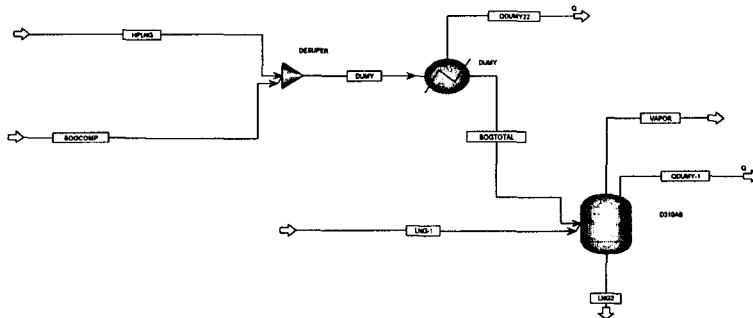 QDUMY22
Q
HPLNG
DESUPER
DUMY
DUMY
BOGTOTAL
VAPOR
BOGCOMP
QDUMY-1
Q
D310AB
LNG-1
LNG2